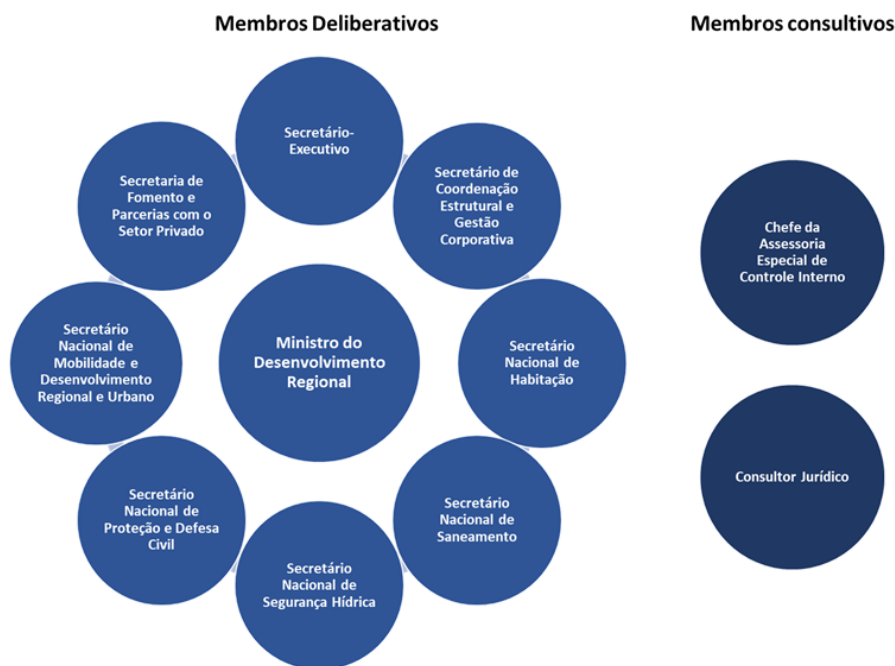 Membros Deliberativos
Membros consultivos
Secretário-
Executivo
Secretário de
Coordenação
Estrutural e
Gestão
Corporativa
Secretário
Nacional de
Habitação
Secretário
Nacional de
Saneamento
Secretário
Nacional de
Segurança Hídrica
Secretário
Nacional de
Proteção e Defesa
Civil
Secretário
Nacional de
Mobilidade e
Desenvolvimento
Regional e Urbano
Secretaria de
Fomento e
Parcerias com o
Setor Privado
Ministro do
Desenvolvimento
Regional
Chefe da
Assessoria
Especial de
Controle Interno
Consultor Jurídico